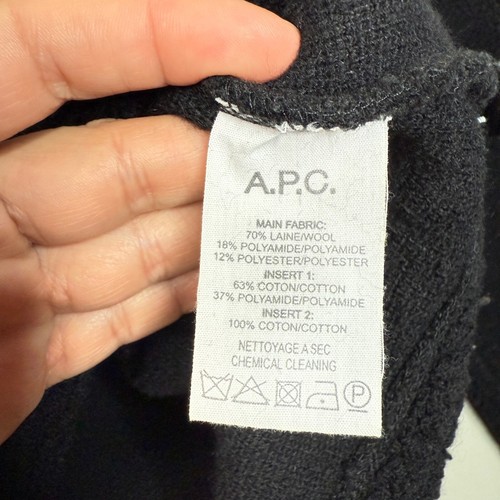 A.P.C.
MAIN FABRIC:
70% LAINE/WOOL
18% POLYAMIDE/POLYAMIDE
12% POLYESTER/POLYESTER
INSERT 1:
63% COTON/COTTON
37% POLYAMIDE/POLYAMIDE
INSERT 2:
100% COTON/COTTON
NETTOYAGE A SEC
CHEMICAL CLEANING
P